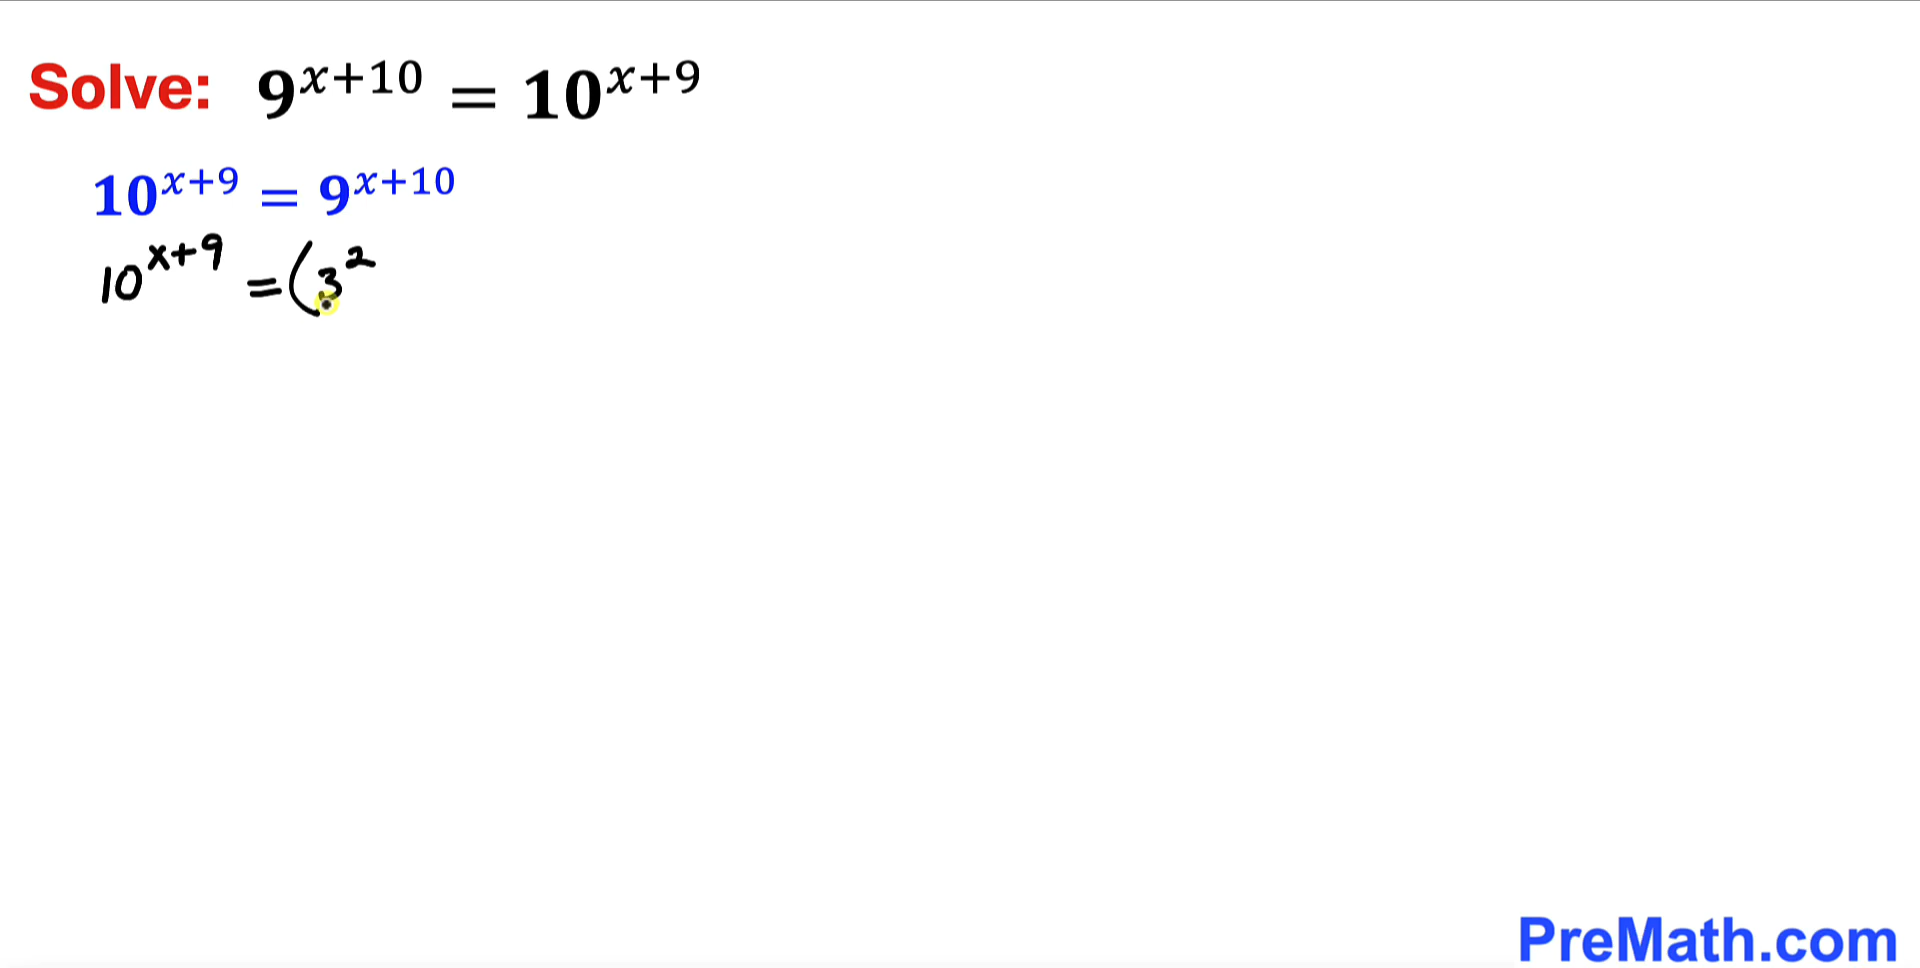 Solve: 9^{x+10} = 10^{x+9}
10^{x+9} = 9^{x+10}
10^{x+9} = (3^2
PreMath.com